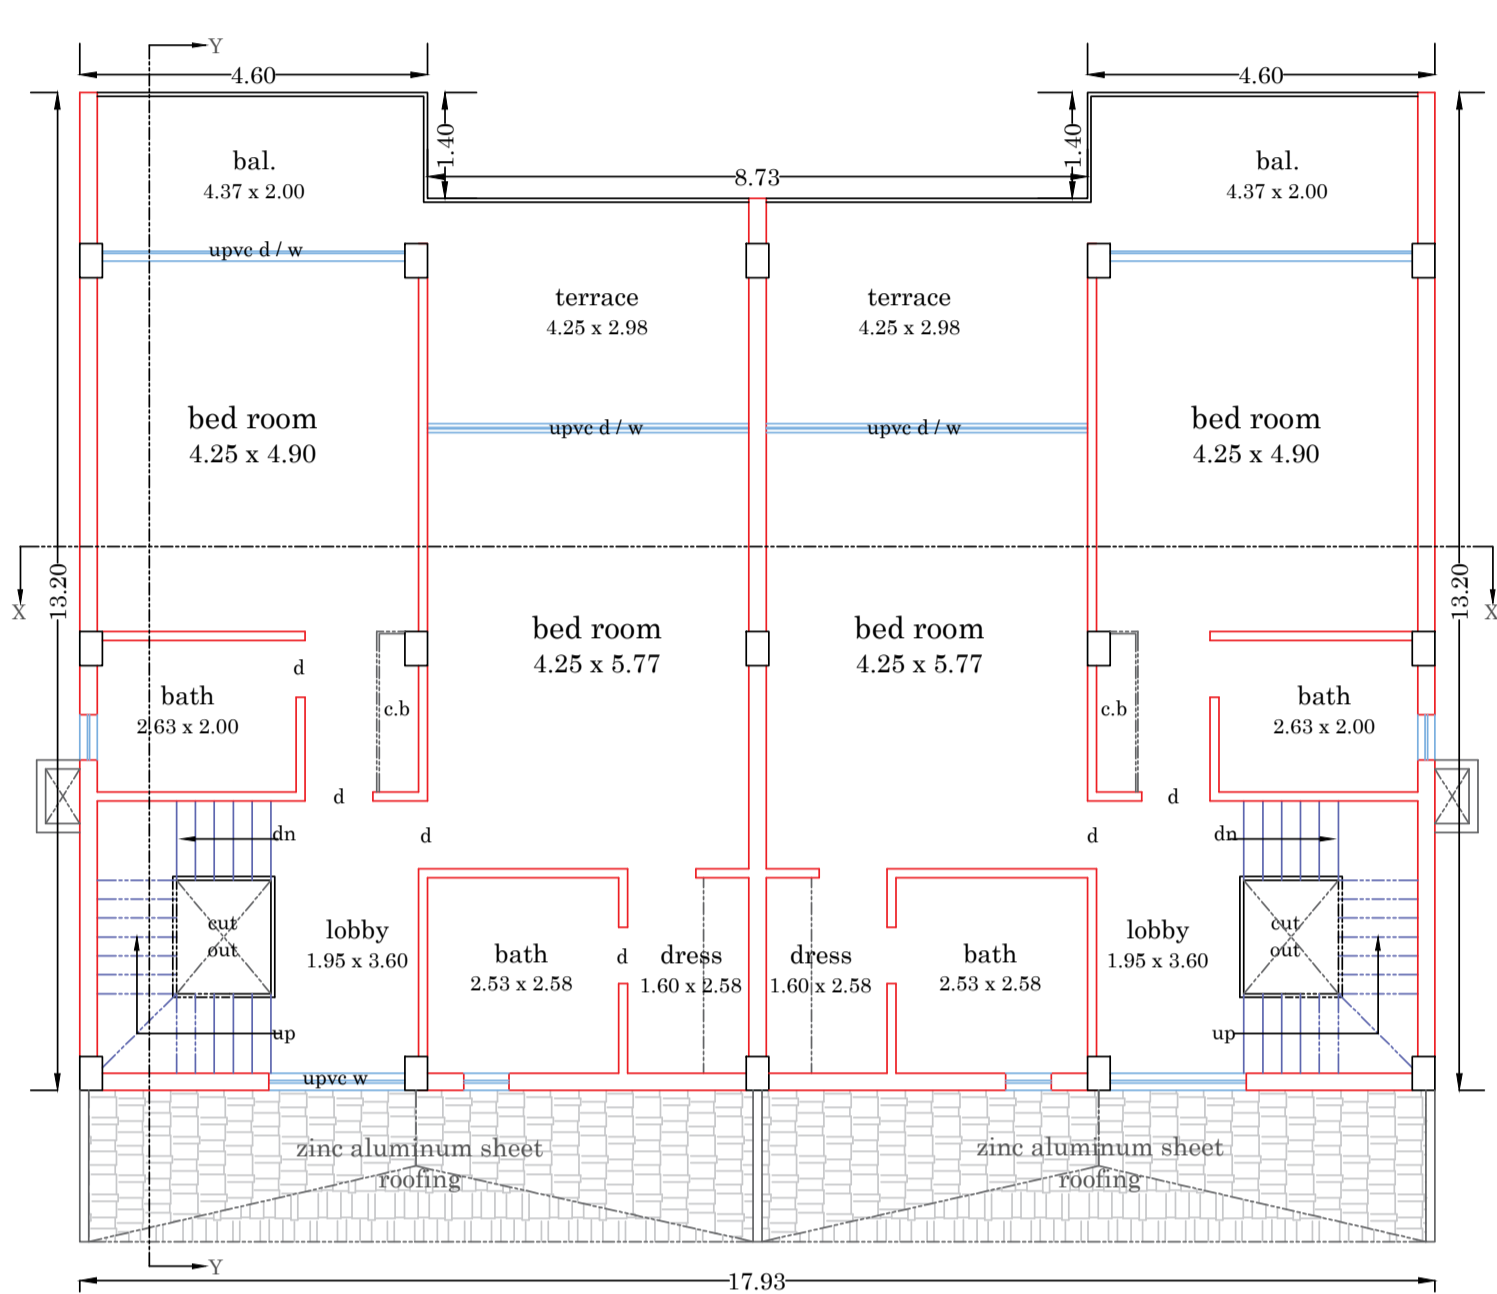 Y
4.60
4.60
1.40
1.40
8.73
bal.
4.37 x 2.00
bal.
4.37 x 2.00
upvc d / w
terrace
4.25 x 2.98
terrace
4.25 x 2.98
bed room
4.25 x 4.90
upvc d / w
upvc d / w
bed room
4.25 x 4.90
13.20
13.20
X
X
bed room
4.25 x 5.77
bed room
4.25 x 5.77
d
bath
2.63 x 2.00
c.b
c.b
bath
2.63 x 2.00
d
d
dn
d
d
dn
cut
out
lobby
1.95 x 3.60
bath
2.53 x 2.58
d
dress
1.60 x 2.58
dress
1.60 x 2.58
bath
2.53 x 2.58
lobby
1.95 x 3.60
cut
out
up
up
upvc w
zinc aluminum sheet
roofing
zinc aluminum sheet
roofing
Y
17.93